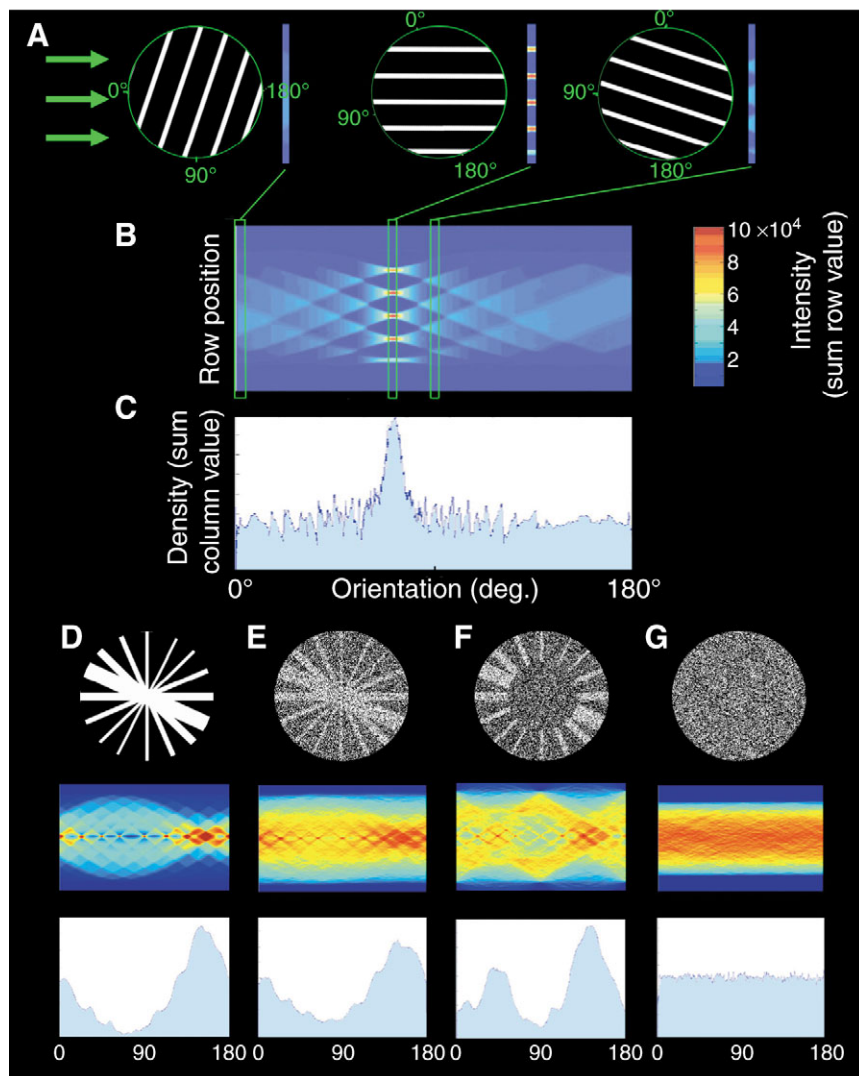 A
0°
180°
90°
0°
90°
180°
0°
90°
180°
B
Row position
10 ×10⁴
8
6
4
2
Intensity
(sum row value)
C
Density (sum
column value)
0°
Orientation (deg.)
180°
D
E
F
G
0
90
180
0
90
180
0
90
180
0
90
180